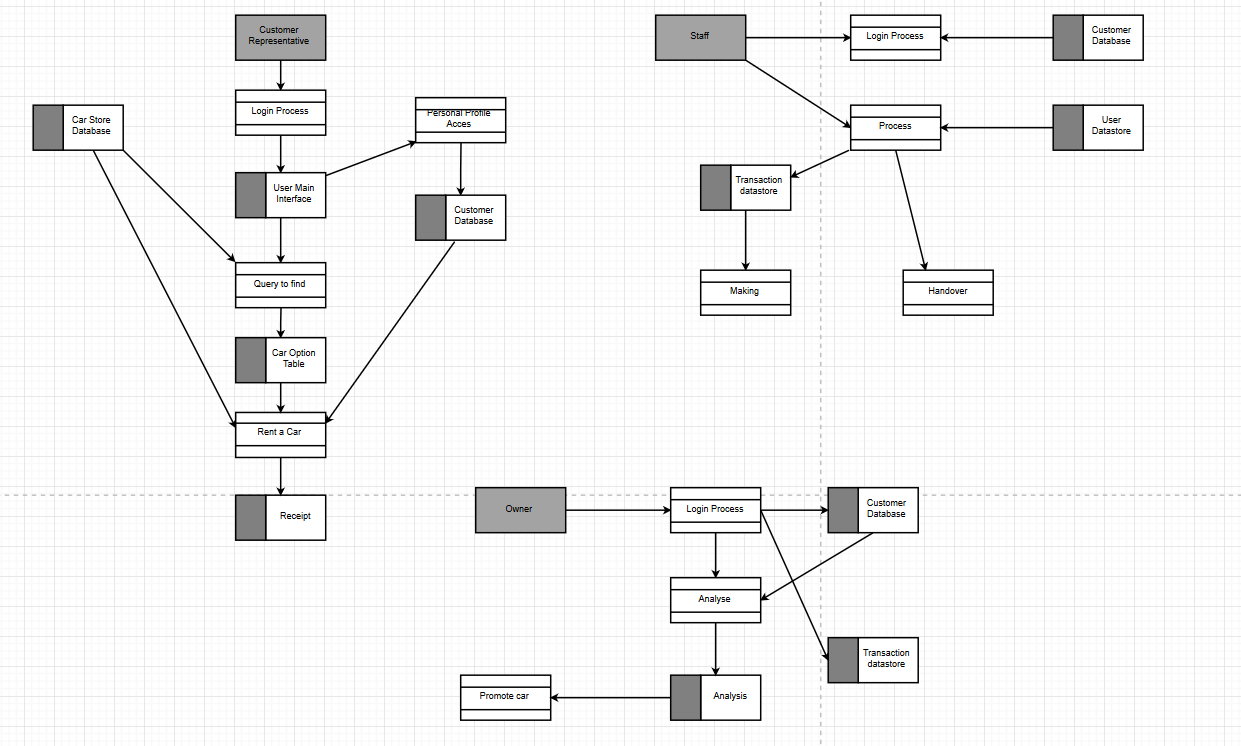 Customer
Representative
Login Process
Car Store
Database
Personal Profile
Acces
User Main
Interface
Customer
Database
Query to find
Car Option
Table
Rent a Car
Receipt
Staff
Login Process
Customer
Database
Process
User
Datastore
Transaction
datastore
Making
Handover
Owner
Login Process
Customer
Database
Analyse
Transaction
datastore
Promote car
Analysis